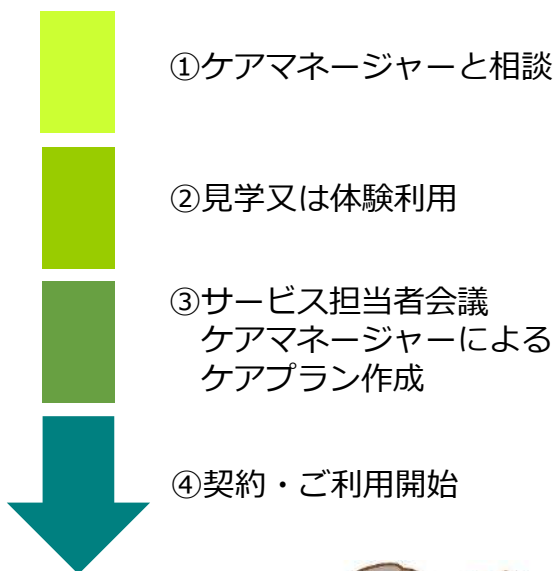 ①ケアマネージャーと相談
②見学又は体験利用
③サービス担当者会議
ケアマネージャーによる
ケアプラン作成
④契約・ご利用開始